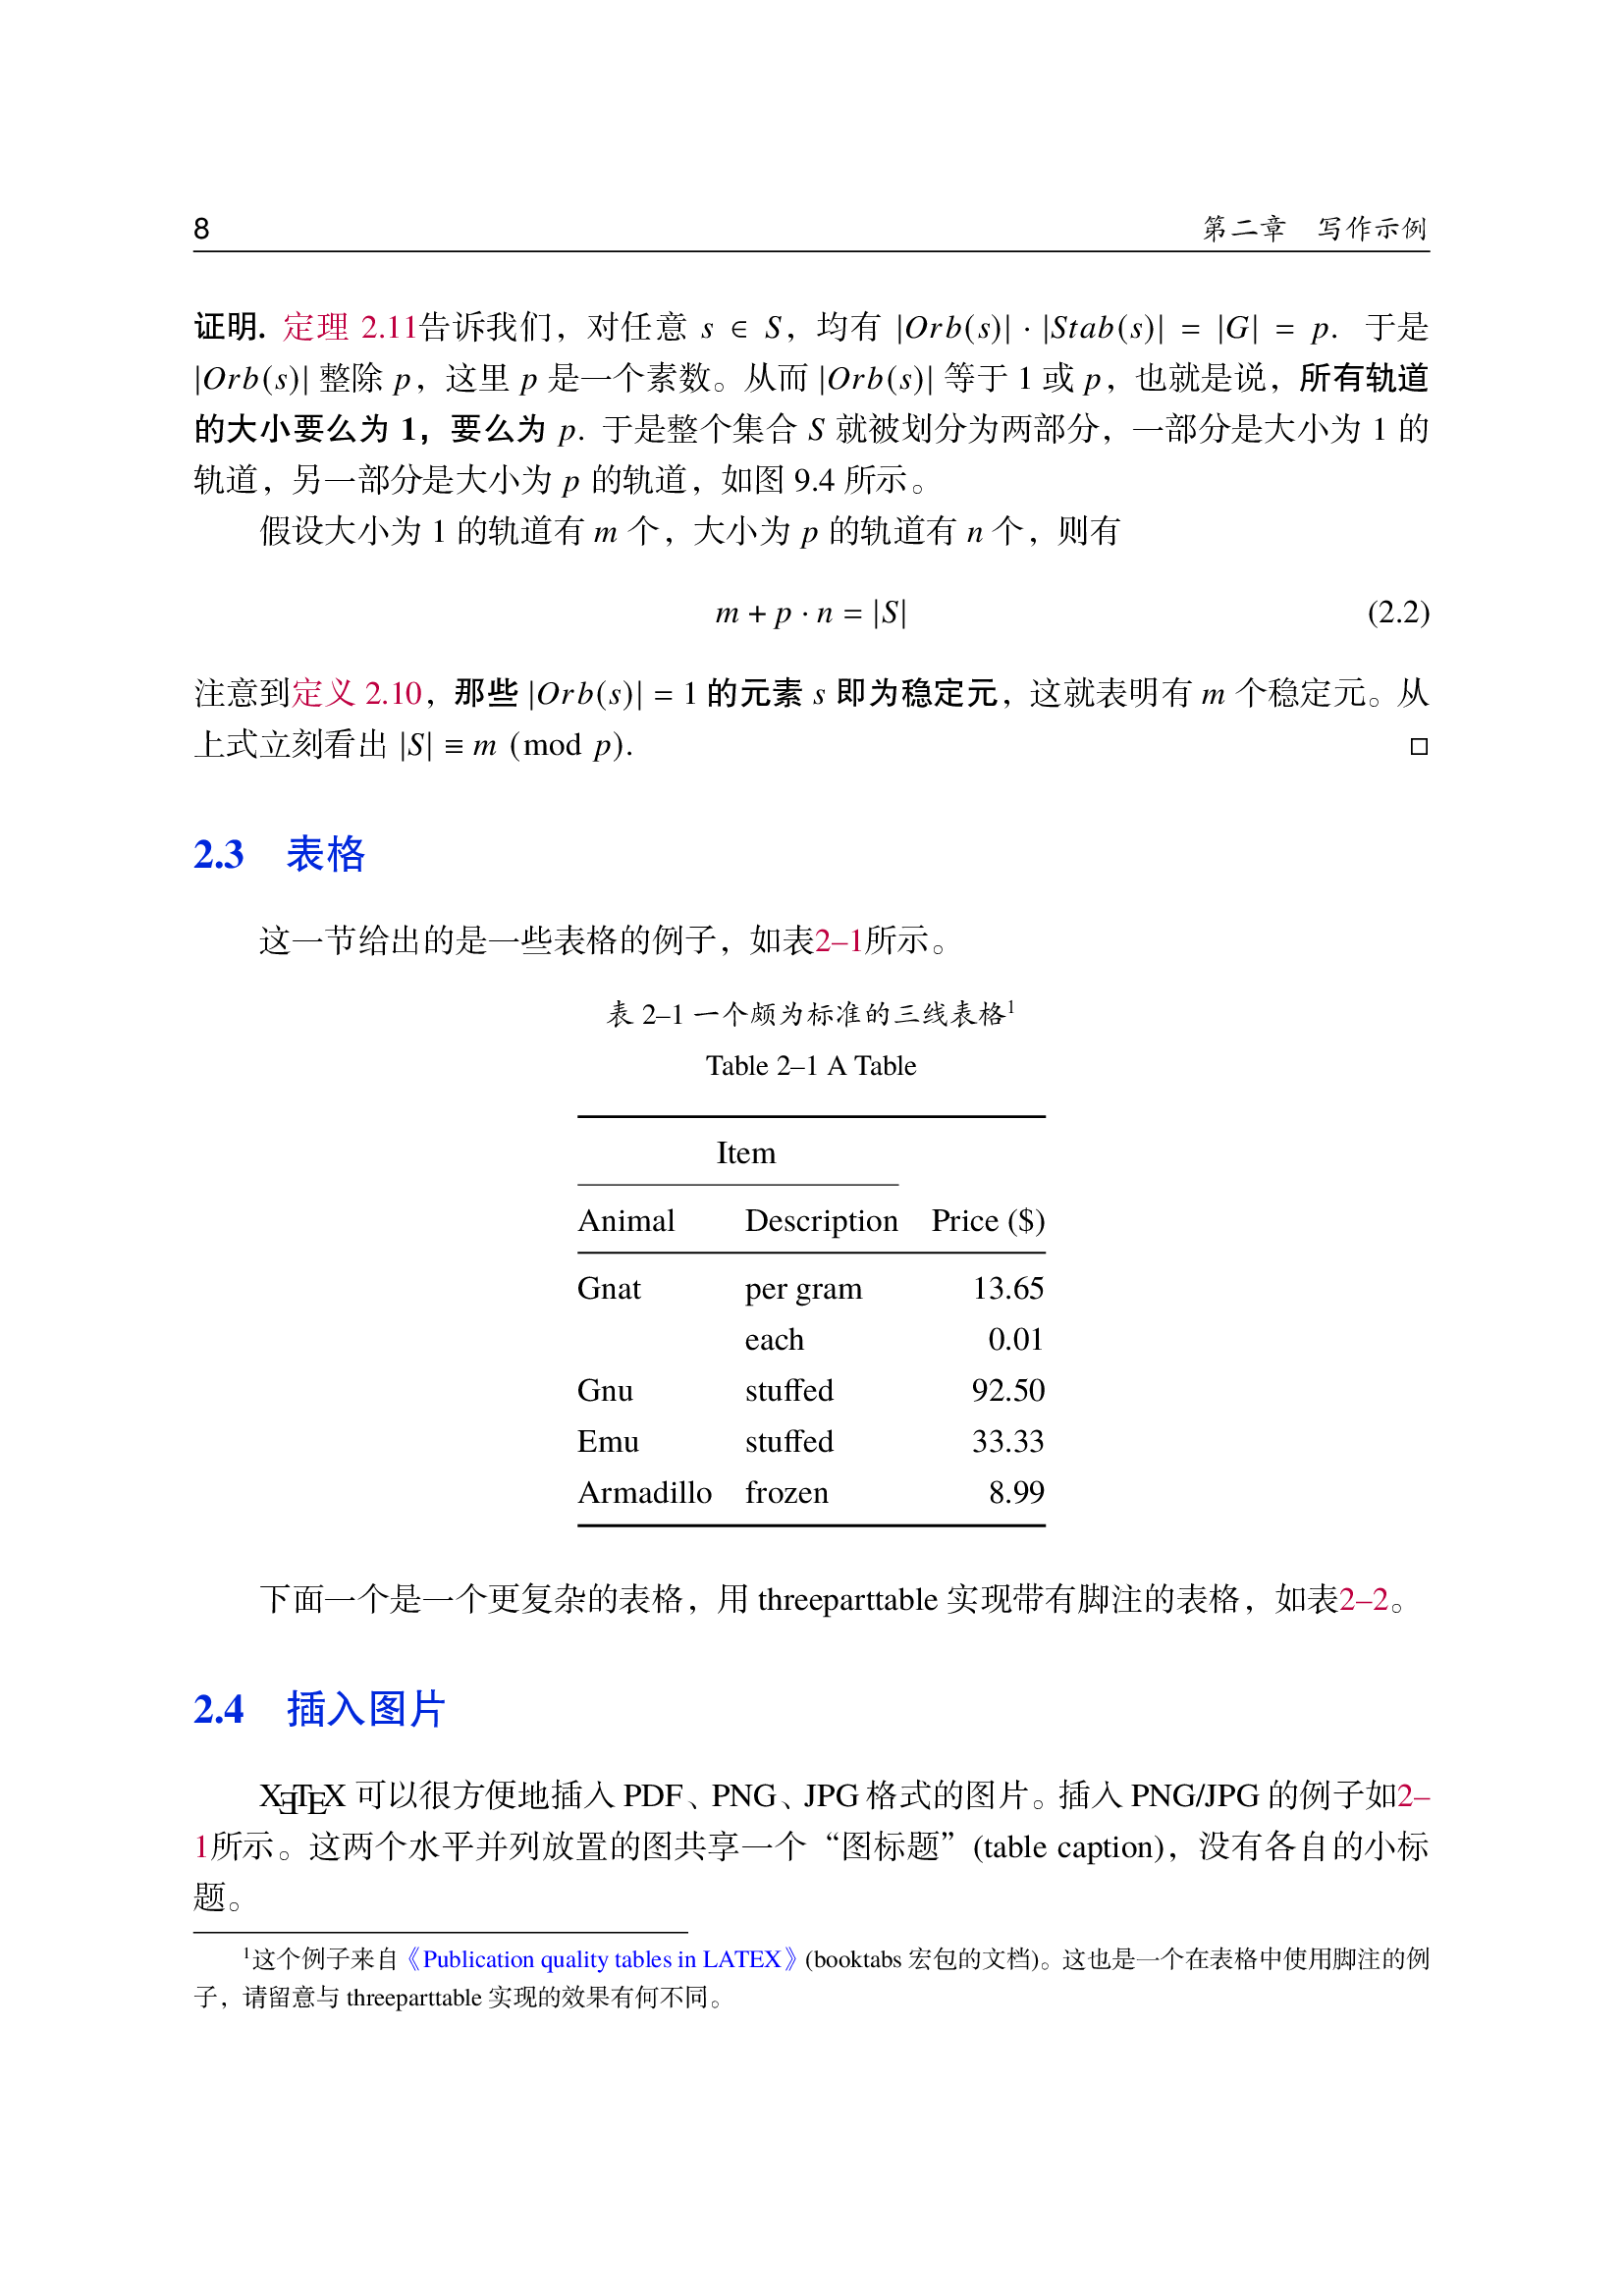 8 第二章 写作示例
证明. 定理 2.11告诉我们，对任意 s ∈ S，均有 |Orb(s)| · |Stab(s)| = |G| = p. 于是
|Orb(s)| 整除 p，这里 p 是一个素数。从而 |Orb(s)| 等于 1 或 p，也就是说，所有轨道
的大小要么为 1，要么为 p. 于是整个集合 S 就被划分为两部分，一部分是大小为 1 的
轨道，另一部分是大小为 p 的轨道，如图 9.4 所示。
假设大小为 1 的轨道有 m 个，大小为 p 的轨道有 n 个，则有
m + p · n = |S| (2.2)
注意到定义 2.10，那些 |Orb(s)| = 1 的元素 s 即为稳定元，这就表明有 m 个稳定元。从
上式立刻看出 |S| ≡ m (mod p). □
2.3 表格
这一节给出的是一些表格的例子，如表2–1所示。
表 2–1 一个颇为标准的三线表格1
Table 2–1 A Table
Item
Animal Description Price ($)
Gnat per gram 13.65
each 0.01
Gnu stuffed 92.50
Emu stuffed 33.33
Armadillo frozen 8.99
下面一个是一个更复杂的表格，用 threeparttable 实现带有脚注的表格，如表2–2。
2.4 插入图片
XƎTEX 可以很方便地插入 PDF、PNG、JPG 格式的图片。插入 PNG/JPG 的例子如2–
1所示。这两个水平并列放置的图共享一个“图标题”(table caption)，没有各自的小标
题。
1这个例子来自《Publication quality tables in LATEX》(booktabs 宏包的文档)。这也是一个在表格中使用脚注的例
子，请留意与 threeparttable 实现的效果有何不同。